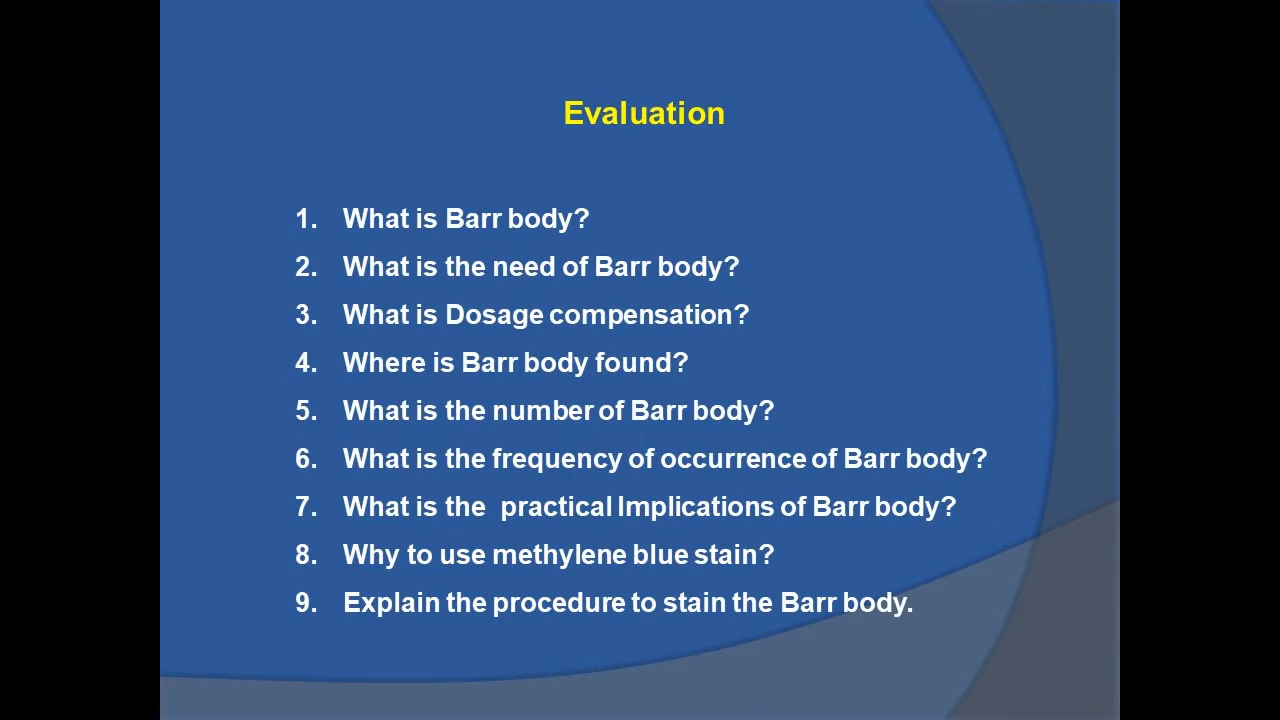 Evaluation
1. What is Barr body?
2. What is the need of Barr body?
3. What is Dosage compensation?
4. Where is Barr body found?
5. What is the number of Barr body?
6. What is the frequency of occurrence of Barr body?
7. What is the  practical Implications of Barr body?
8. Why to use methylene blue stain?
9. Explain the procedure to stain the Barr body.